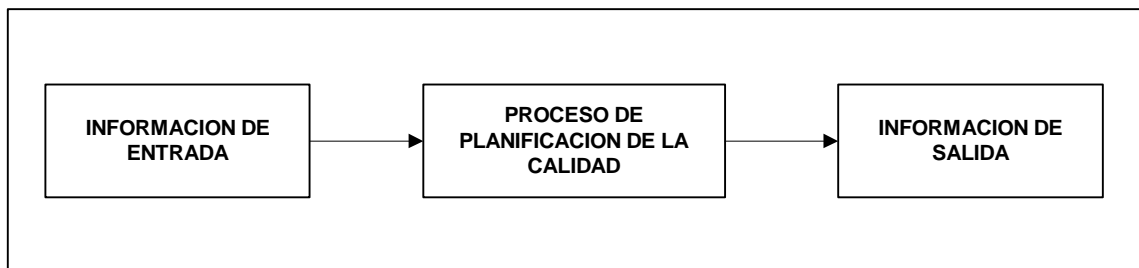 INFORMACION DE
ENTRADA
PROCESO DE
PLANIFICACION DE LA
CALIDAD
INFORMACION DE
SALIDA